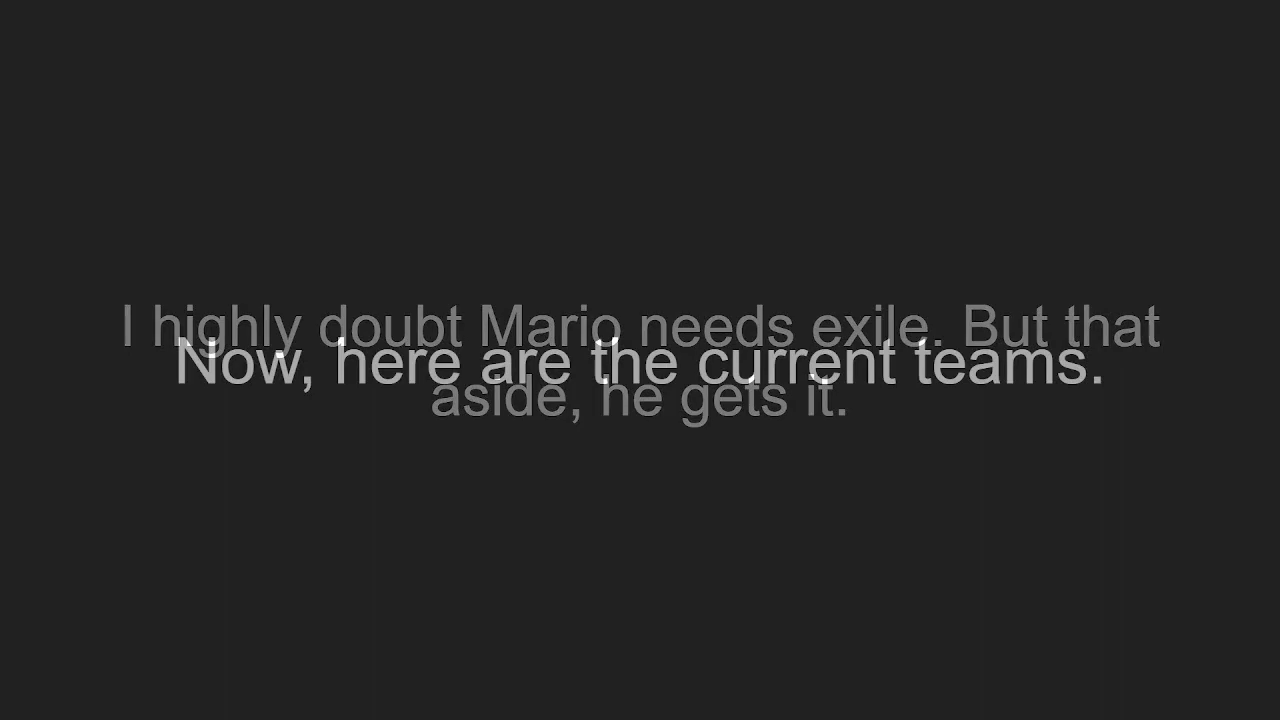 I highly doubt Mario needs exile. But that
Now, here are the current teams.
aside, he gets it.